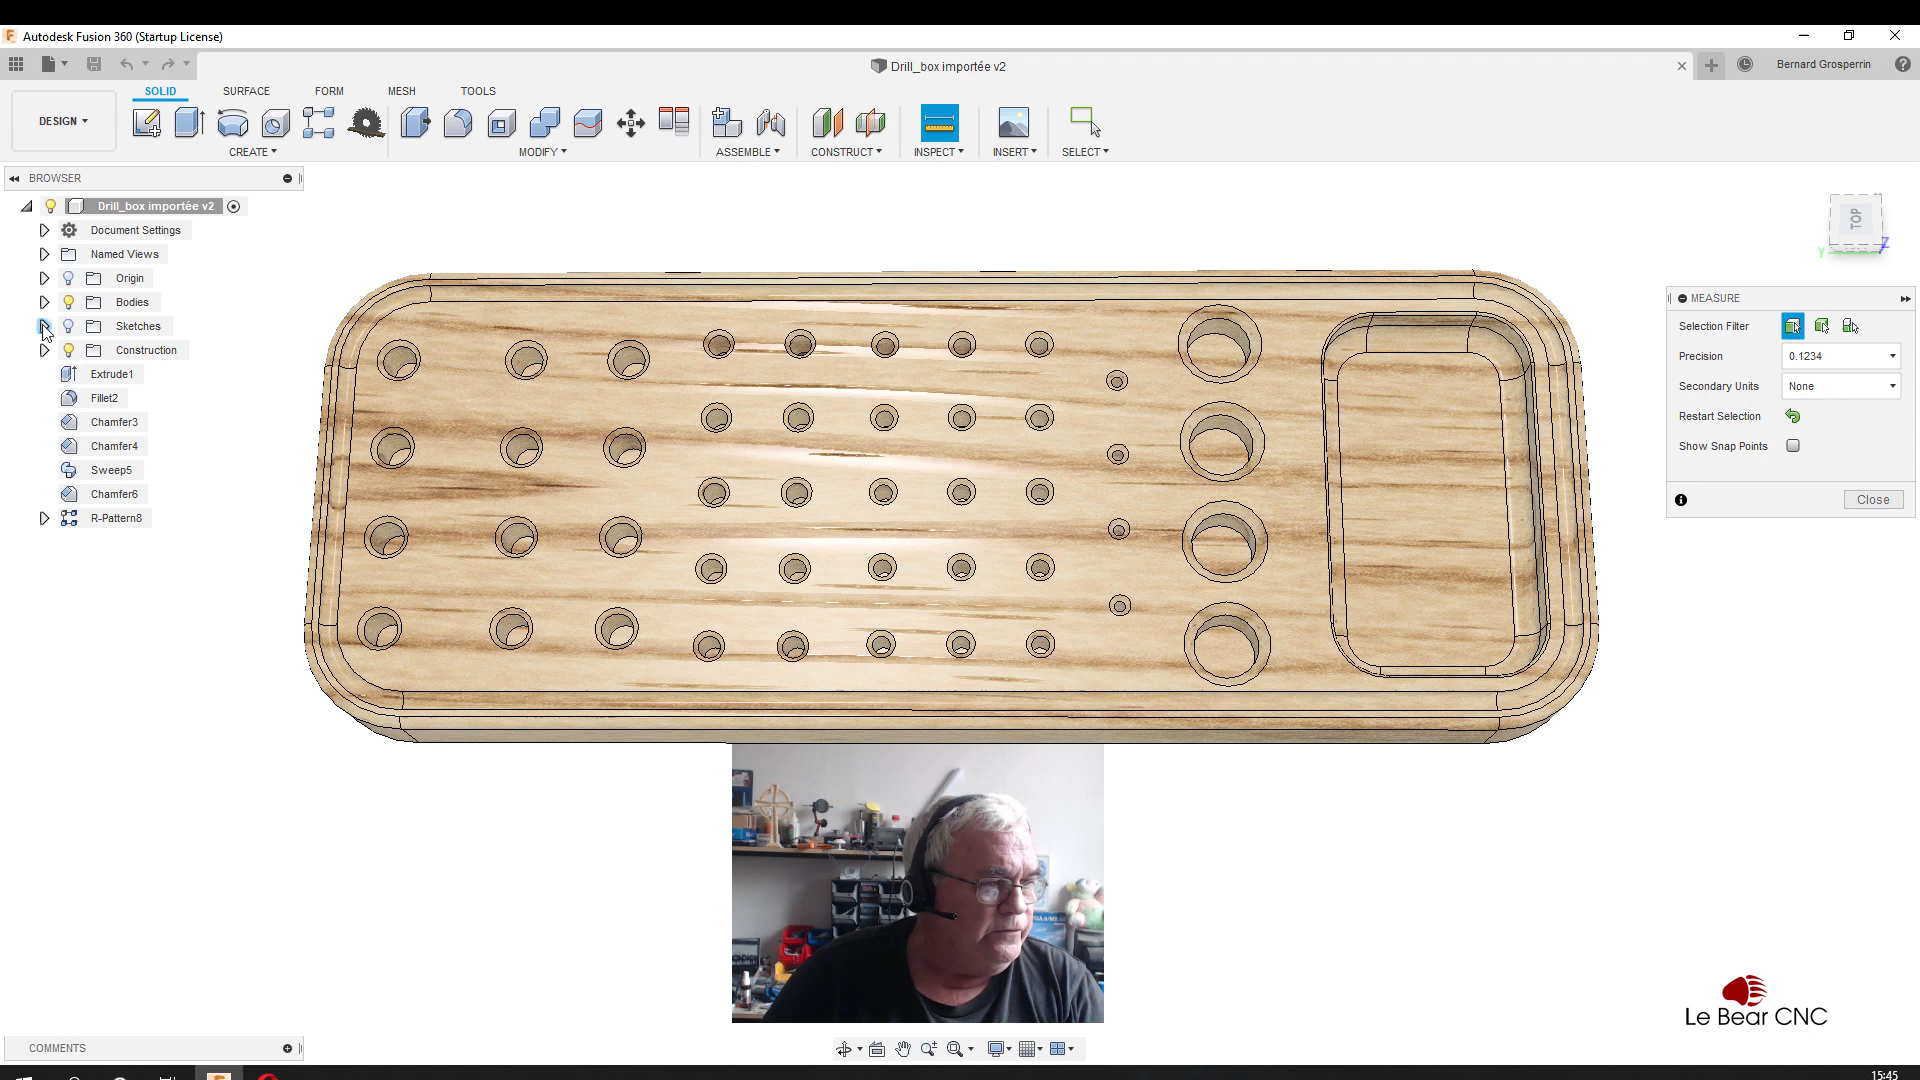 Autodesk Fusion 360 (Startup License)
Drill_box importée v2
Bernard Grosperrin
SOLID
SURFACE
FORM
MESH
TOOLS
DESIGN
CREATE
MODIFY
ASSEMBLE
CONSTRUCT
INSPECT
INSERT
SELECT
BROWSER
Drill_box importée v2
Document Settings
Named Views
Origin
Bodies
Sketches
Construction
Extrude1
Fillet2
Chamfer3
Chamfer4
Sweep5
Chamfer6
R-Pattern8
TOP
Z
Y
MEASURE
Selection Filter
Precision 0.1234
Secondary Units None
Restart Selection
Show Snap Points
Close
Le Bear CNC
COMMENTS
15:45